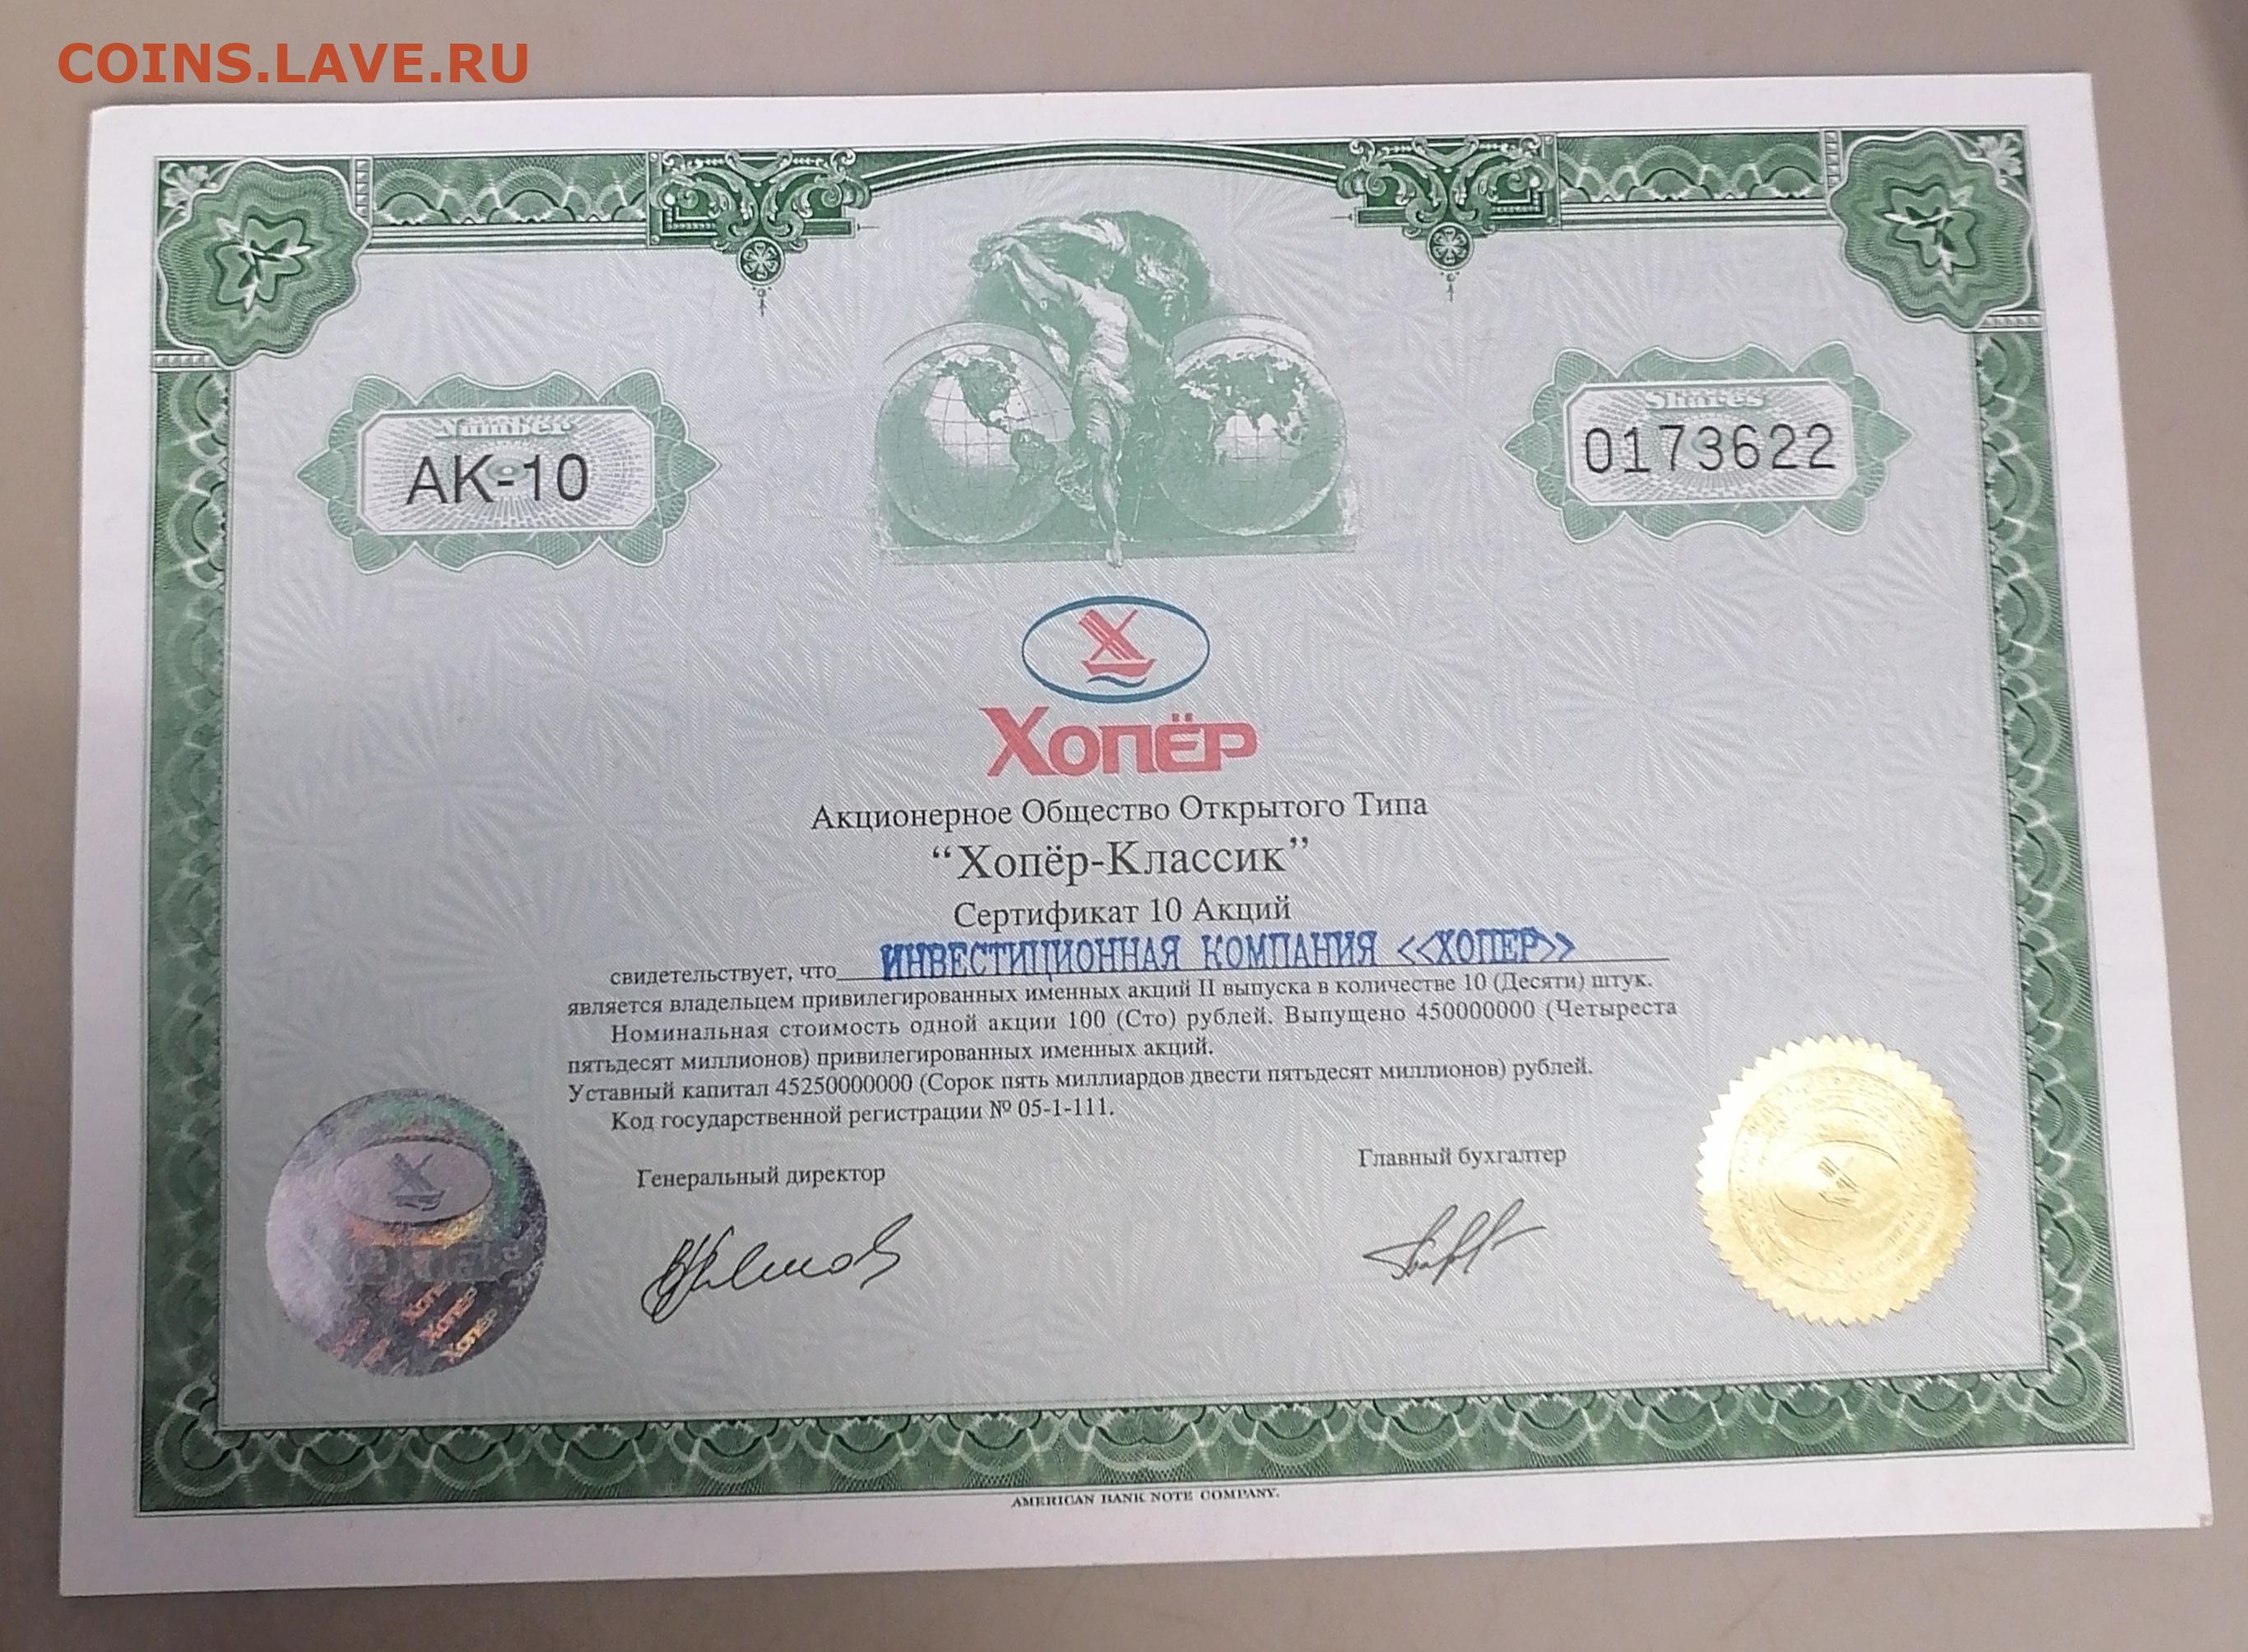 COINS.LAVE.RU
Number
АК-10
Shares
0173622
ХОПЁР
Акционерное Общество Открытого Типа
“Хопёр-Классик”
Сертификат 10 Акций
свидетельствует, что ИНВЕСТИЦИОННАЯ КОМПАНИЯ <<ХОПЕР>>
является владельцем привилегированных именных акций II выпуска в количестве 10 (Десяти) штук.
Номинальная стоимость одной акции 100 (Сто) рублей. Выпущено 450000000 (Четыреста
пятьдесят миллионов) привилегированных именных акций.
Уставный капитал 45250000000 (Сорок пять миллиардов двести пятьдесят миллионов) рублей.
Код государственной регистрации № 05-1-111.
Генеральный директор
Главный бухгалтер
Хопёр
Хопёр
AMERICAN BANK NOTE COMPANY.